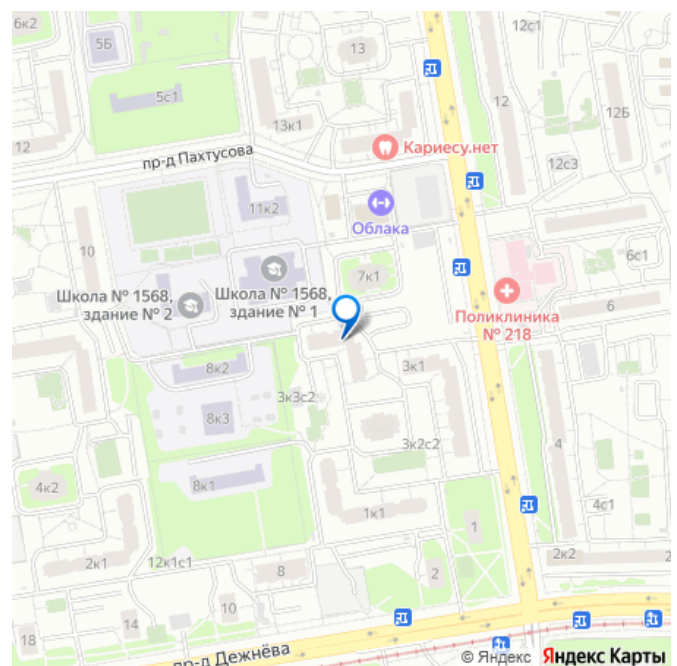 6к2
5Б
13
12с1
5с1
12
12Б
13к1
12
пр-д Пахтусова
Кариесу.нет
12с3
11к2
Облака
10
7к1
6с1
Школа № 1568,
здание № 2
Школа № 1568,
здание № 1
Поликлиника
№ 218
6
8к2
3к1
3к3с2
8к3
3к2с2
4
4к2
8к1
1к1
4с1
1
2к1
12к1с1
8
2
2к2
2
14
10
18
пр-д Дежнёва
© Яндекс Яндекс Карты